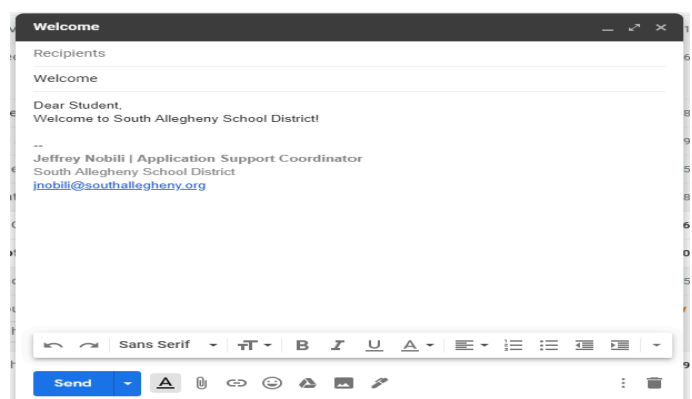 Welcome
Recipients
Welcome
Dear Student,
Welcome to South Allegheny School District!
--
Jeffrey Nobili | Application Support Coordinator
South Allegheny School District
jnobili@southallegheny.org
Sans Serif
Send